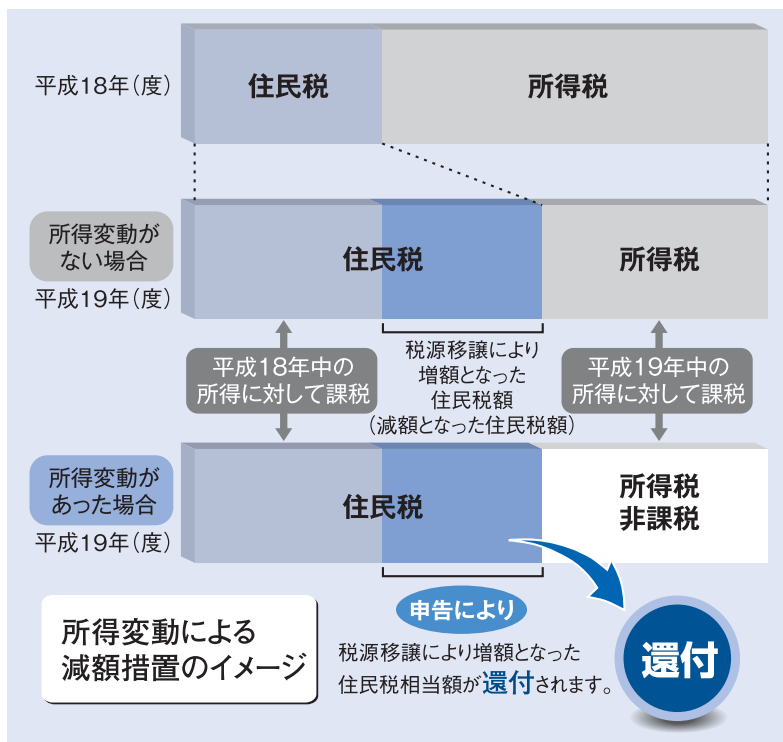 平成18年(度)
住民税
所得税
所得変動が
ない場合
平成19年(度)
住民税
所得税
平成18年中の
所得に対して課税
税源移譲により
増額となった
住民税額
(減額となった住民税額)
平成19年中の
所得に対して課税
所得変動が
あった場合
平成19年(度)
住民税
所得税
非課税
申告により
税源移譲により増額となった
住民税相当額が還付されます。
還付
所得変動による
減額措置のイメージ